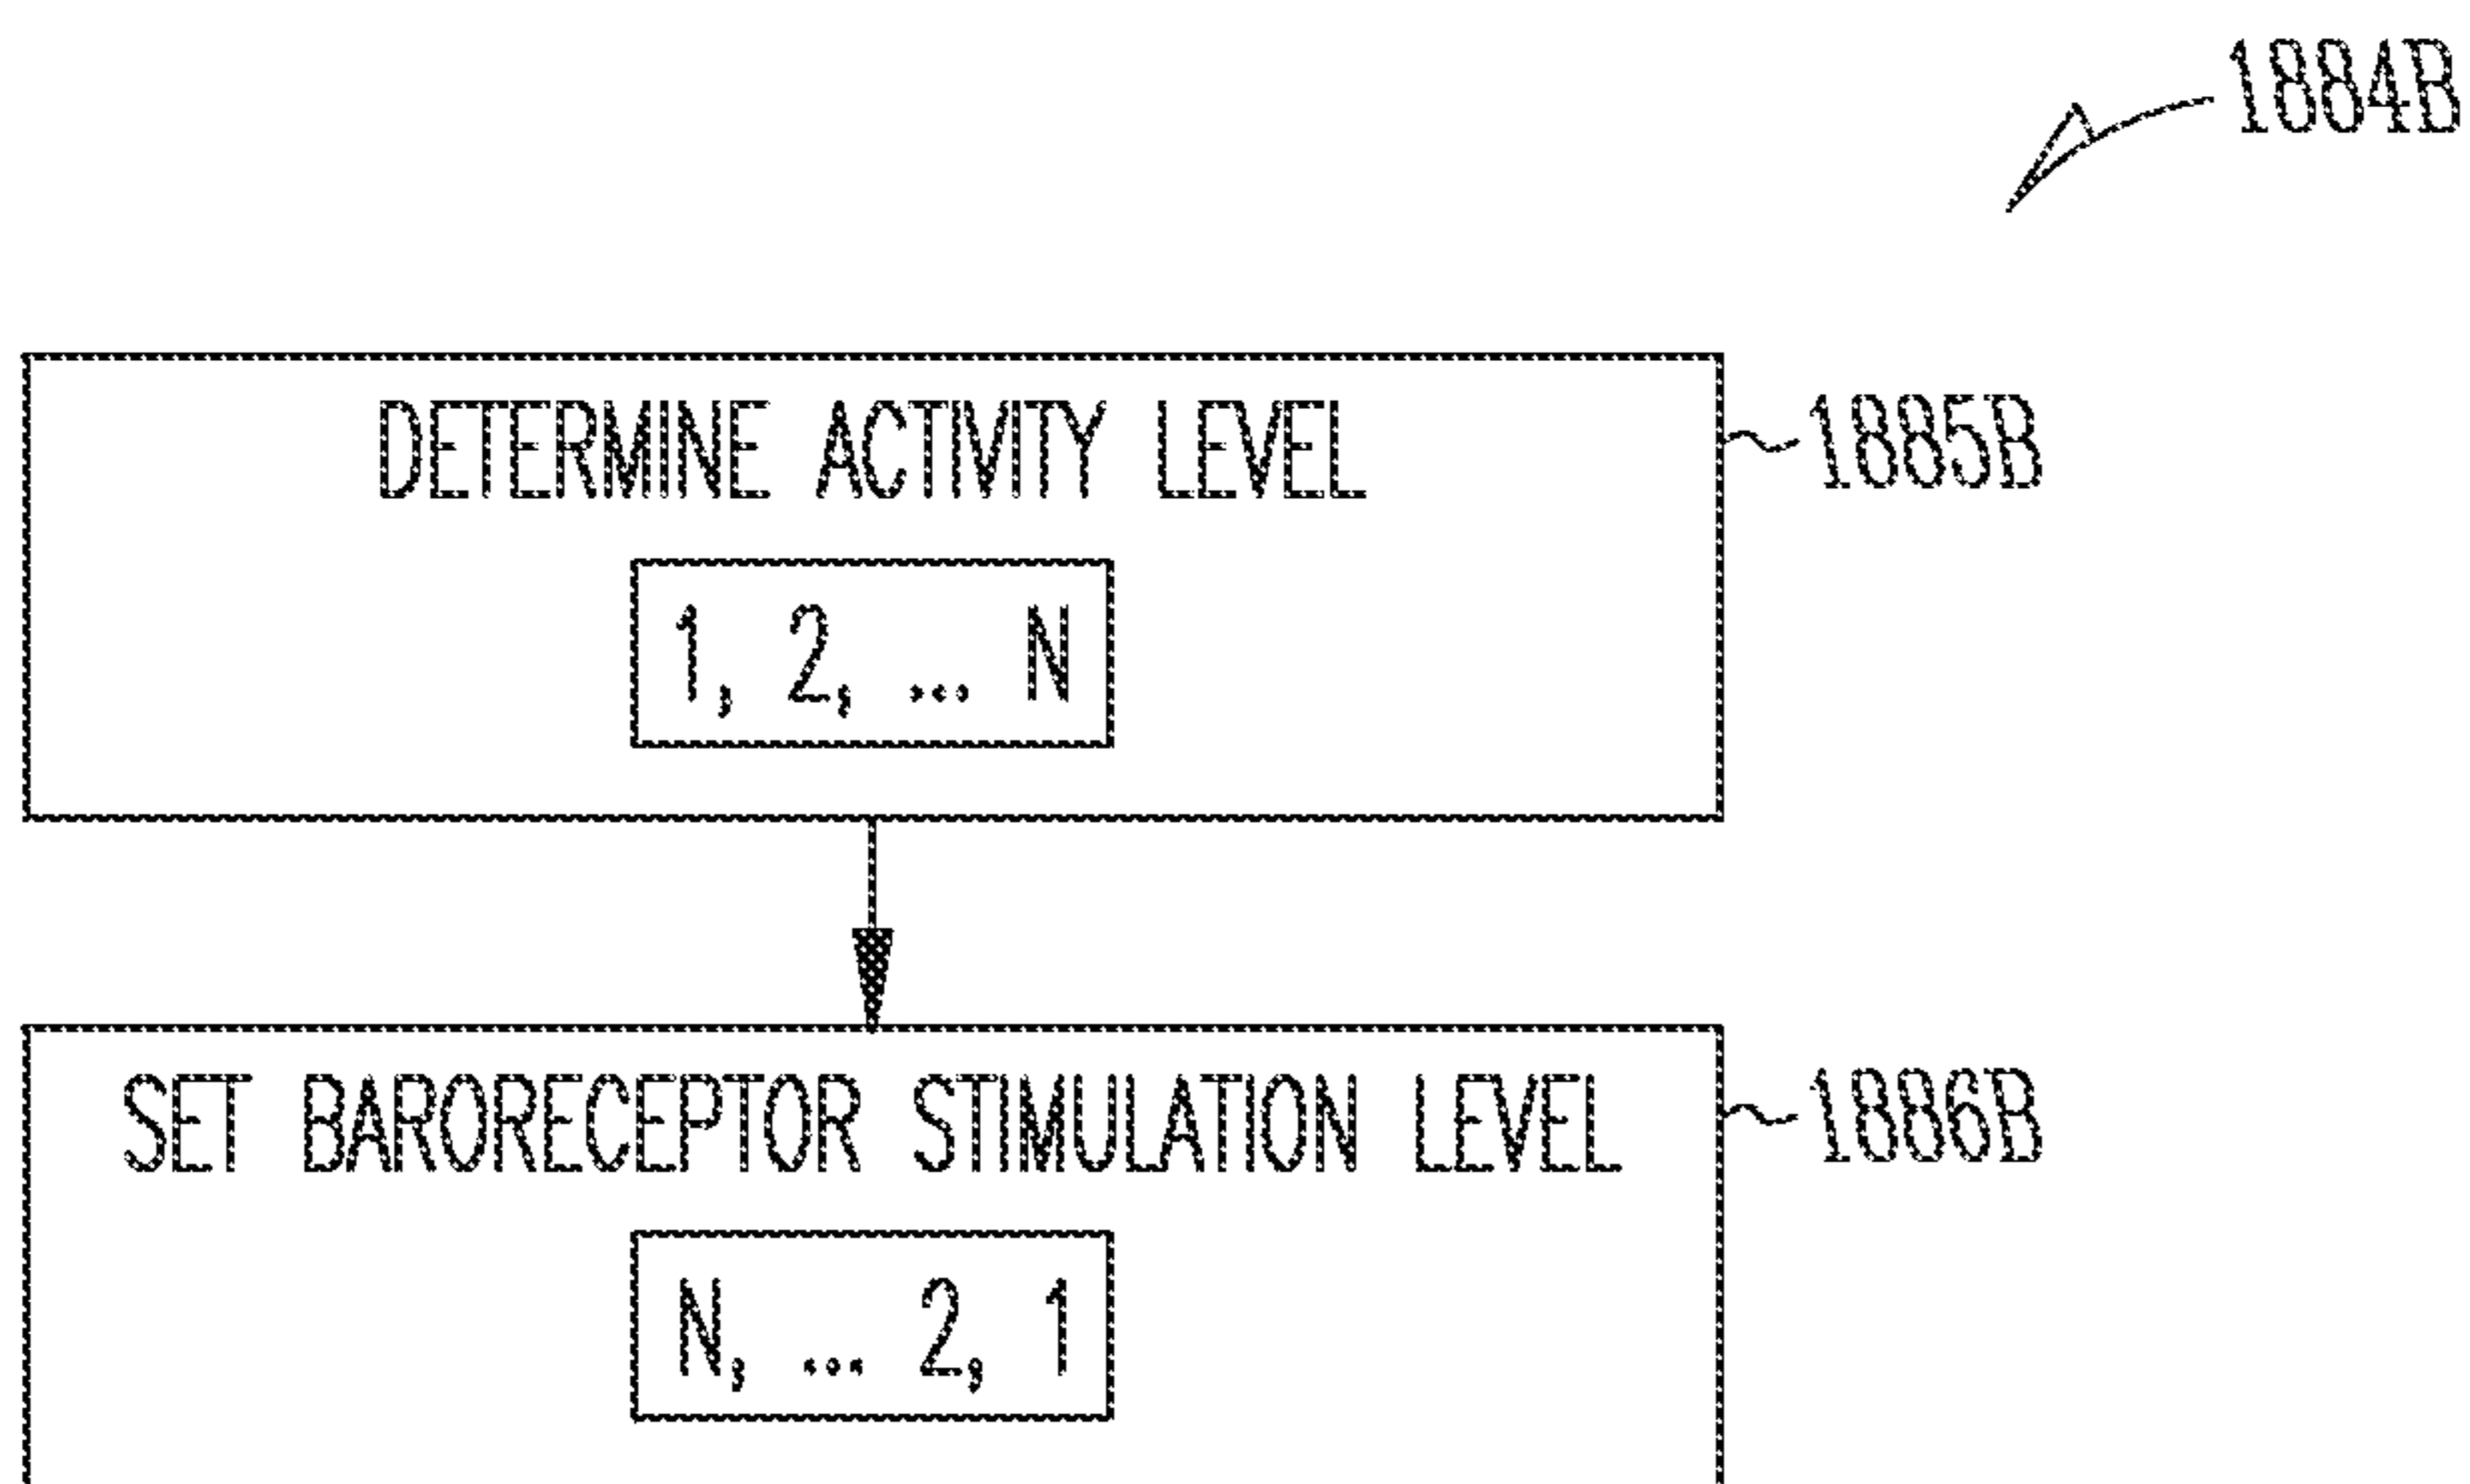 1884B
DETERMINE ACTIVITY LEVEL
1885B
1, 2, ... N
SET BARORECEPTOR STIMULATION LEVEL
1886B
N, ... 2, 1